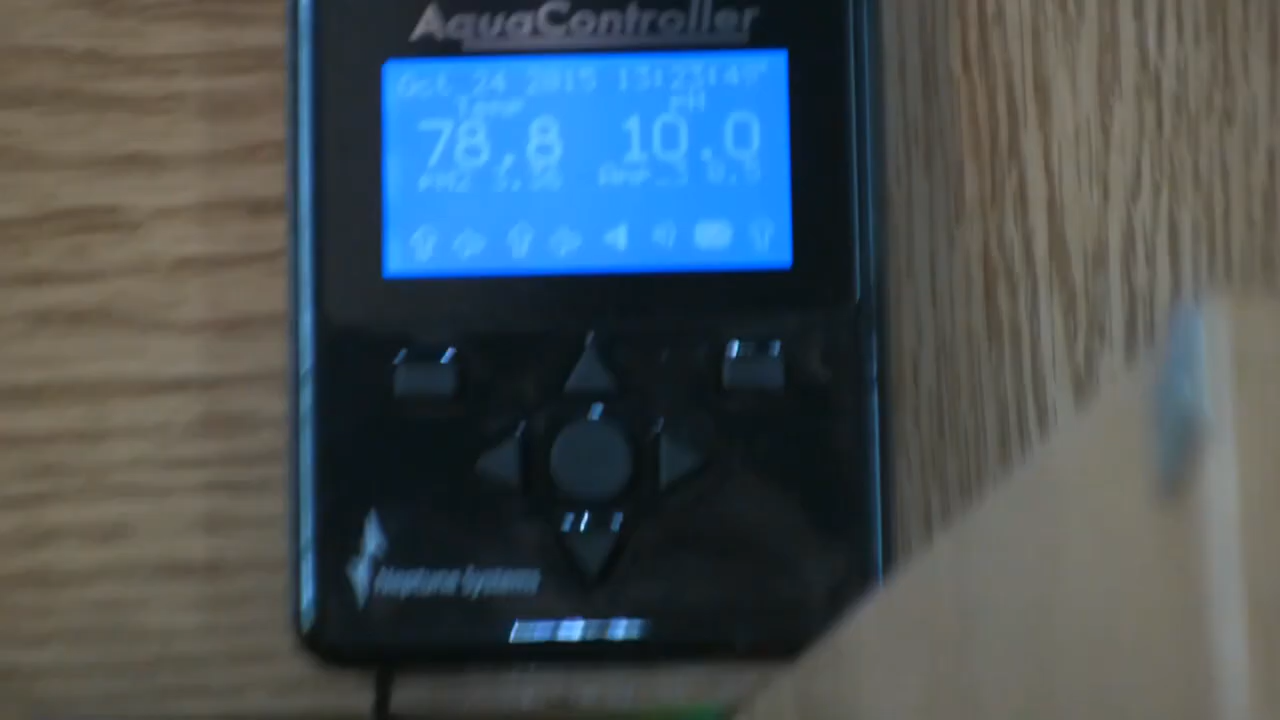 AquaController
Oct 24 2015 13:23:49
Temp pH
78.8 10.0
Neptune Systems